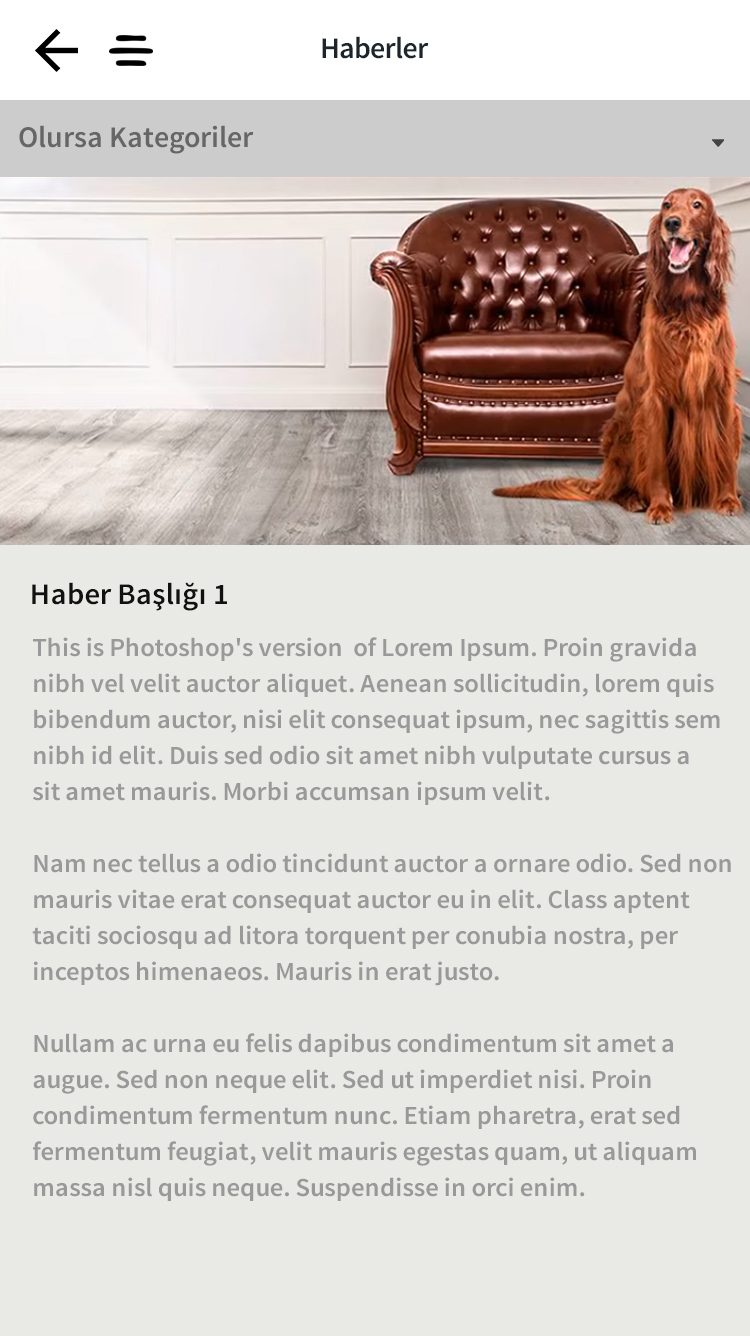 Haberler
Olursa Kategoriler
Haber Başlığı 1
This is Photoshop's version  of Lorem Ipsum. Proin gravida
nibh vel velit auctor aliquet. Aenean sollicitudin, lorem quis
bibendum auctor, nisi elit consequat ipsum, nec sagittis sem
nibh id elit. Duis sed odio sit amet nibh vulputate cursus a
sit amet mauris. Morbi accumsan ipsum velit.
Nam nec tellus a odio tincidunt auctor a ornare odio. Sed non
mauris vitae erat consequat auctor eu in elit. Class aptent
taciti sociosqu ad litora torquent per conubia nostra, per
inceptos himenaeos. Mauris in erat justo.
Nullam ac urna eu felis dapibus condimentum sit amet a
augue. Sed non neque elit. Sed ut imperdiet nisi. Proin
condimentum fermentum nunc. Etiam pharetra, erat sed
fermentum feugiat, velit mauris egestas quam, ut aliquam
massa nisl quis neque. Suspendisse in orci enim.